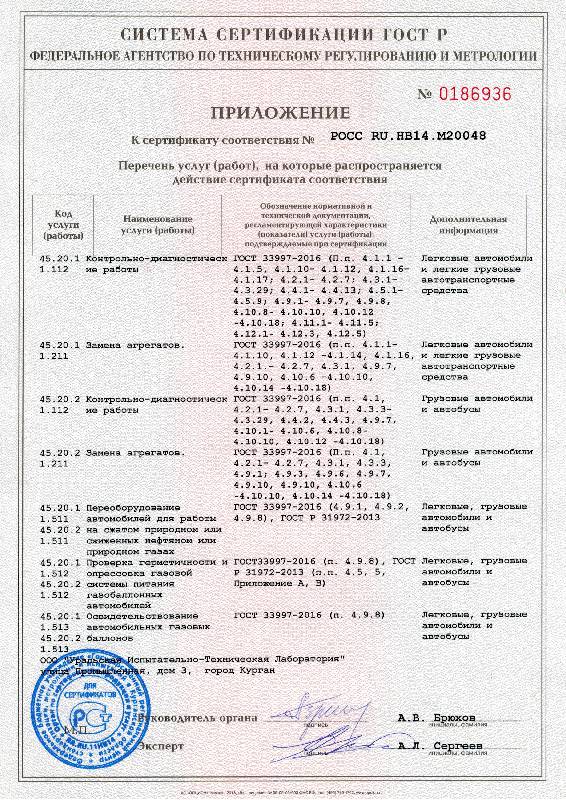 СИСТЕМА СЕРТИФИКАЦИИ ГОСТ Р
ФЕДЕРАЛЬНОЕ АГЕНТСТВО ПО ТЕХНИЧЕСКОМУ РЕГУЛИРОВАНИЮ И МЕТРОЛОГИИ
№ 0186936
ПРИЛОЖЕНИЕ
К сертификату соответствия № РОСС RU.НВ14.М20048
Перечень услуг (работ), на которые распространяется
действие сертификата соответствия
Код
услуги
(работы)
Наименование
услуги (работы)
Обозначение нормативной и
технической документации,
регламентирующей характеристики
(показатели) услуги (работы)
подтверждаемые при сертификации
Дополнительная
информация
45.20.1 Контрольно-диагностическ ГОСТ 33997-2016 (П.п. 4.1.1 - Легковые автомобили
1.112 ие работы 4.1.5, 4.1.10- 4.1.12, 4.1.16- и легкие грузовые
4.1.17; 4.2.1- 4.2.7; 4.3.1- автотранспортные
4.3.29; 4.4.1- 4.4.13; 4.5.1- средства
4.5.8; 4.9.1- 4.9.7, 4.9.8,
4.10.8- 4.10.10, 4.10.12
-4.10.18; 4.11.1- 4.11.5;
4.12.1- 4.12.3, 4.12.5)
45.20.1 Замена агрегатов. ГОСТ 33997-2016 (п.п. 4.1.1- Легковые автомобили
1.211 4.1.10, 4.1.12 -4.1.14, 4.1.16, и легкие грузовые
4.2.1.- 4.2.7, 4.3.1, 4.9.7, автотранспортные
4.9.10, 4.10.6 -4.10.10, средства
4.10.14 -4.10.18)
45.20.2 Контрольно-диагностическ ГОСТ 33997-2016 (п.п. 4.1, Грузовые автомобили
1.112 ие работы 4.2.1- 4.2.7, 4.3.1, 4.3.3- и автобусы
4.3.29, 4.4.2, 4.4.3, 4.9.7,
4.10.1- 4.10.6, 4.10.8-
4.10.10, 4.10.12 -4.10.18)
45.20.2 Замена агрегатов. ГОСТ 33997-2016 (П.п. 4.1, Грузовые автомобили
1.211 4.2.1- 4.2.7, 4.3.1, 4.3.3, и автобусы
4.9.1; 4.9.3, 4.9.6, 4.9.7,
4.9.10, 4.9.10, 4.10.6
-4.10.10, 4.10.14 -4.10.18)
45.20.1 Переоборудование ГОСТ 33997-2016 (4.9.1, 4.9.2, Легковые, грузовые
1.511 автомобилей для работы 4.9.8), ГОСТ Р 31972-2013 автомобили и
45.20.2 на сжатом природном или автобусы
1.511 сжиженных нефтяном или
природном газах
45.20.1 Проверка герметичности и ГОСТ33997-2016 (п. 4.9.8), ГОСТ Легковые, грузовые
1.512 опрессовка газовой Р 31972-2013 (п.п. 4.5, 5, автомобили и
45.20.2 системы питания Приложение А, В) автобусы
1.512 газобаллонных
автомобилей
45.20.1 Освидетельствование ГОСТ 33997-2016 (п. 4.9.8) Легковые, грузовые
1.513 автомобильных газовых автомобили и
45.20.2 баллонов автобусы
1.513
ООО "Уральская Испытательно-Техническая Лаборатория"
улица Промышленная, дом 3, город Курган
ДЛЯ
СЕРТИФИКАТОВ
М.П.
Руководитель органа
подпись
А.В. Брюхов
инициалы, фамилия
Эксперт
подпись
А.Л. Сергеев
инициалы, фамилия